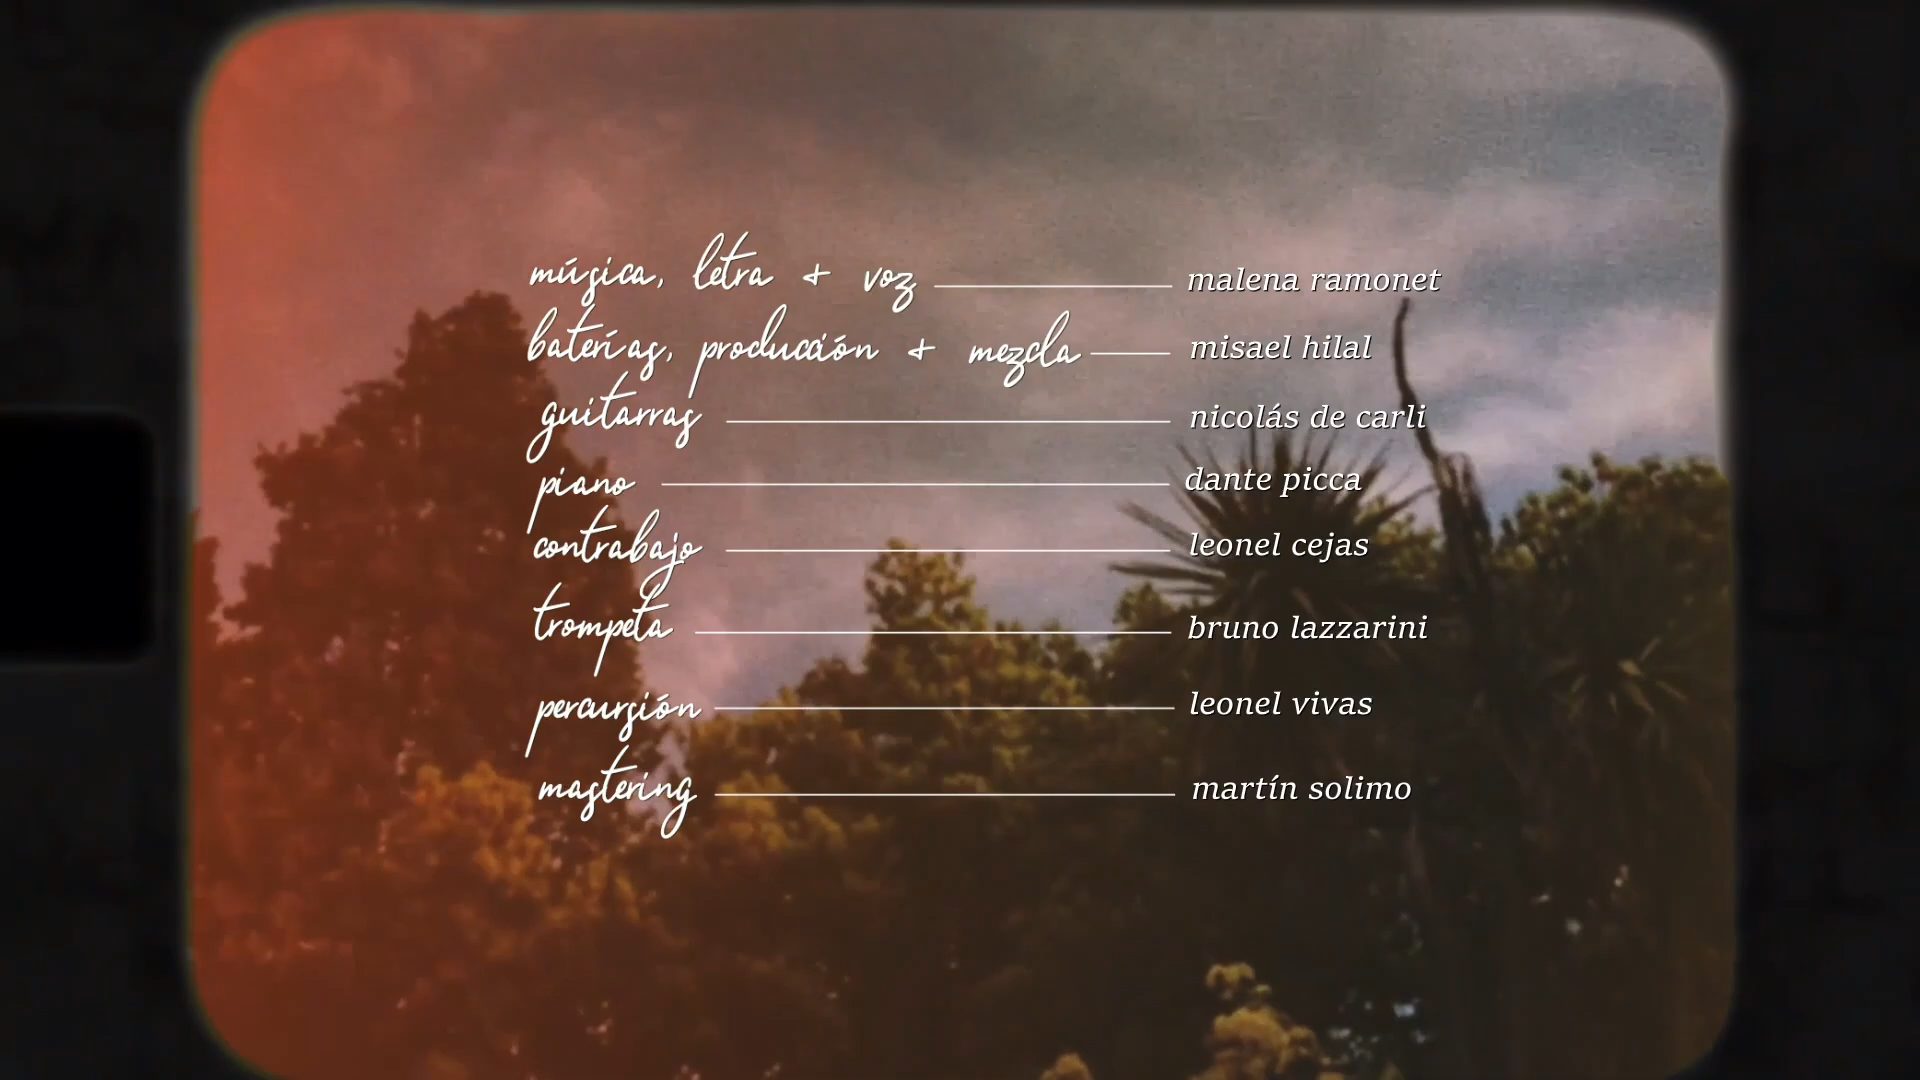 música, letra + voz malena ramonet
baterías, producción + mezcla misael hilal
guitarras nicolás de carli
piano dante picca
contrabajo leonel cejas
trompeta bruno lazzarini
percusión leonel vivas
mastering martín solimo